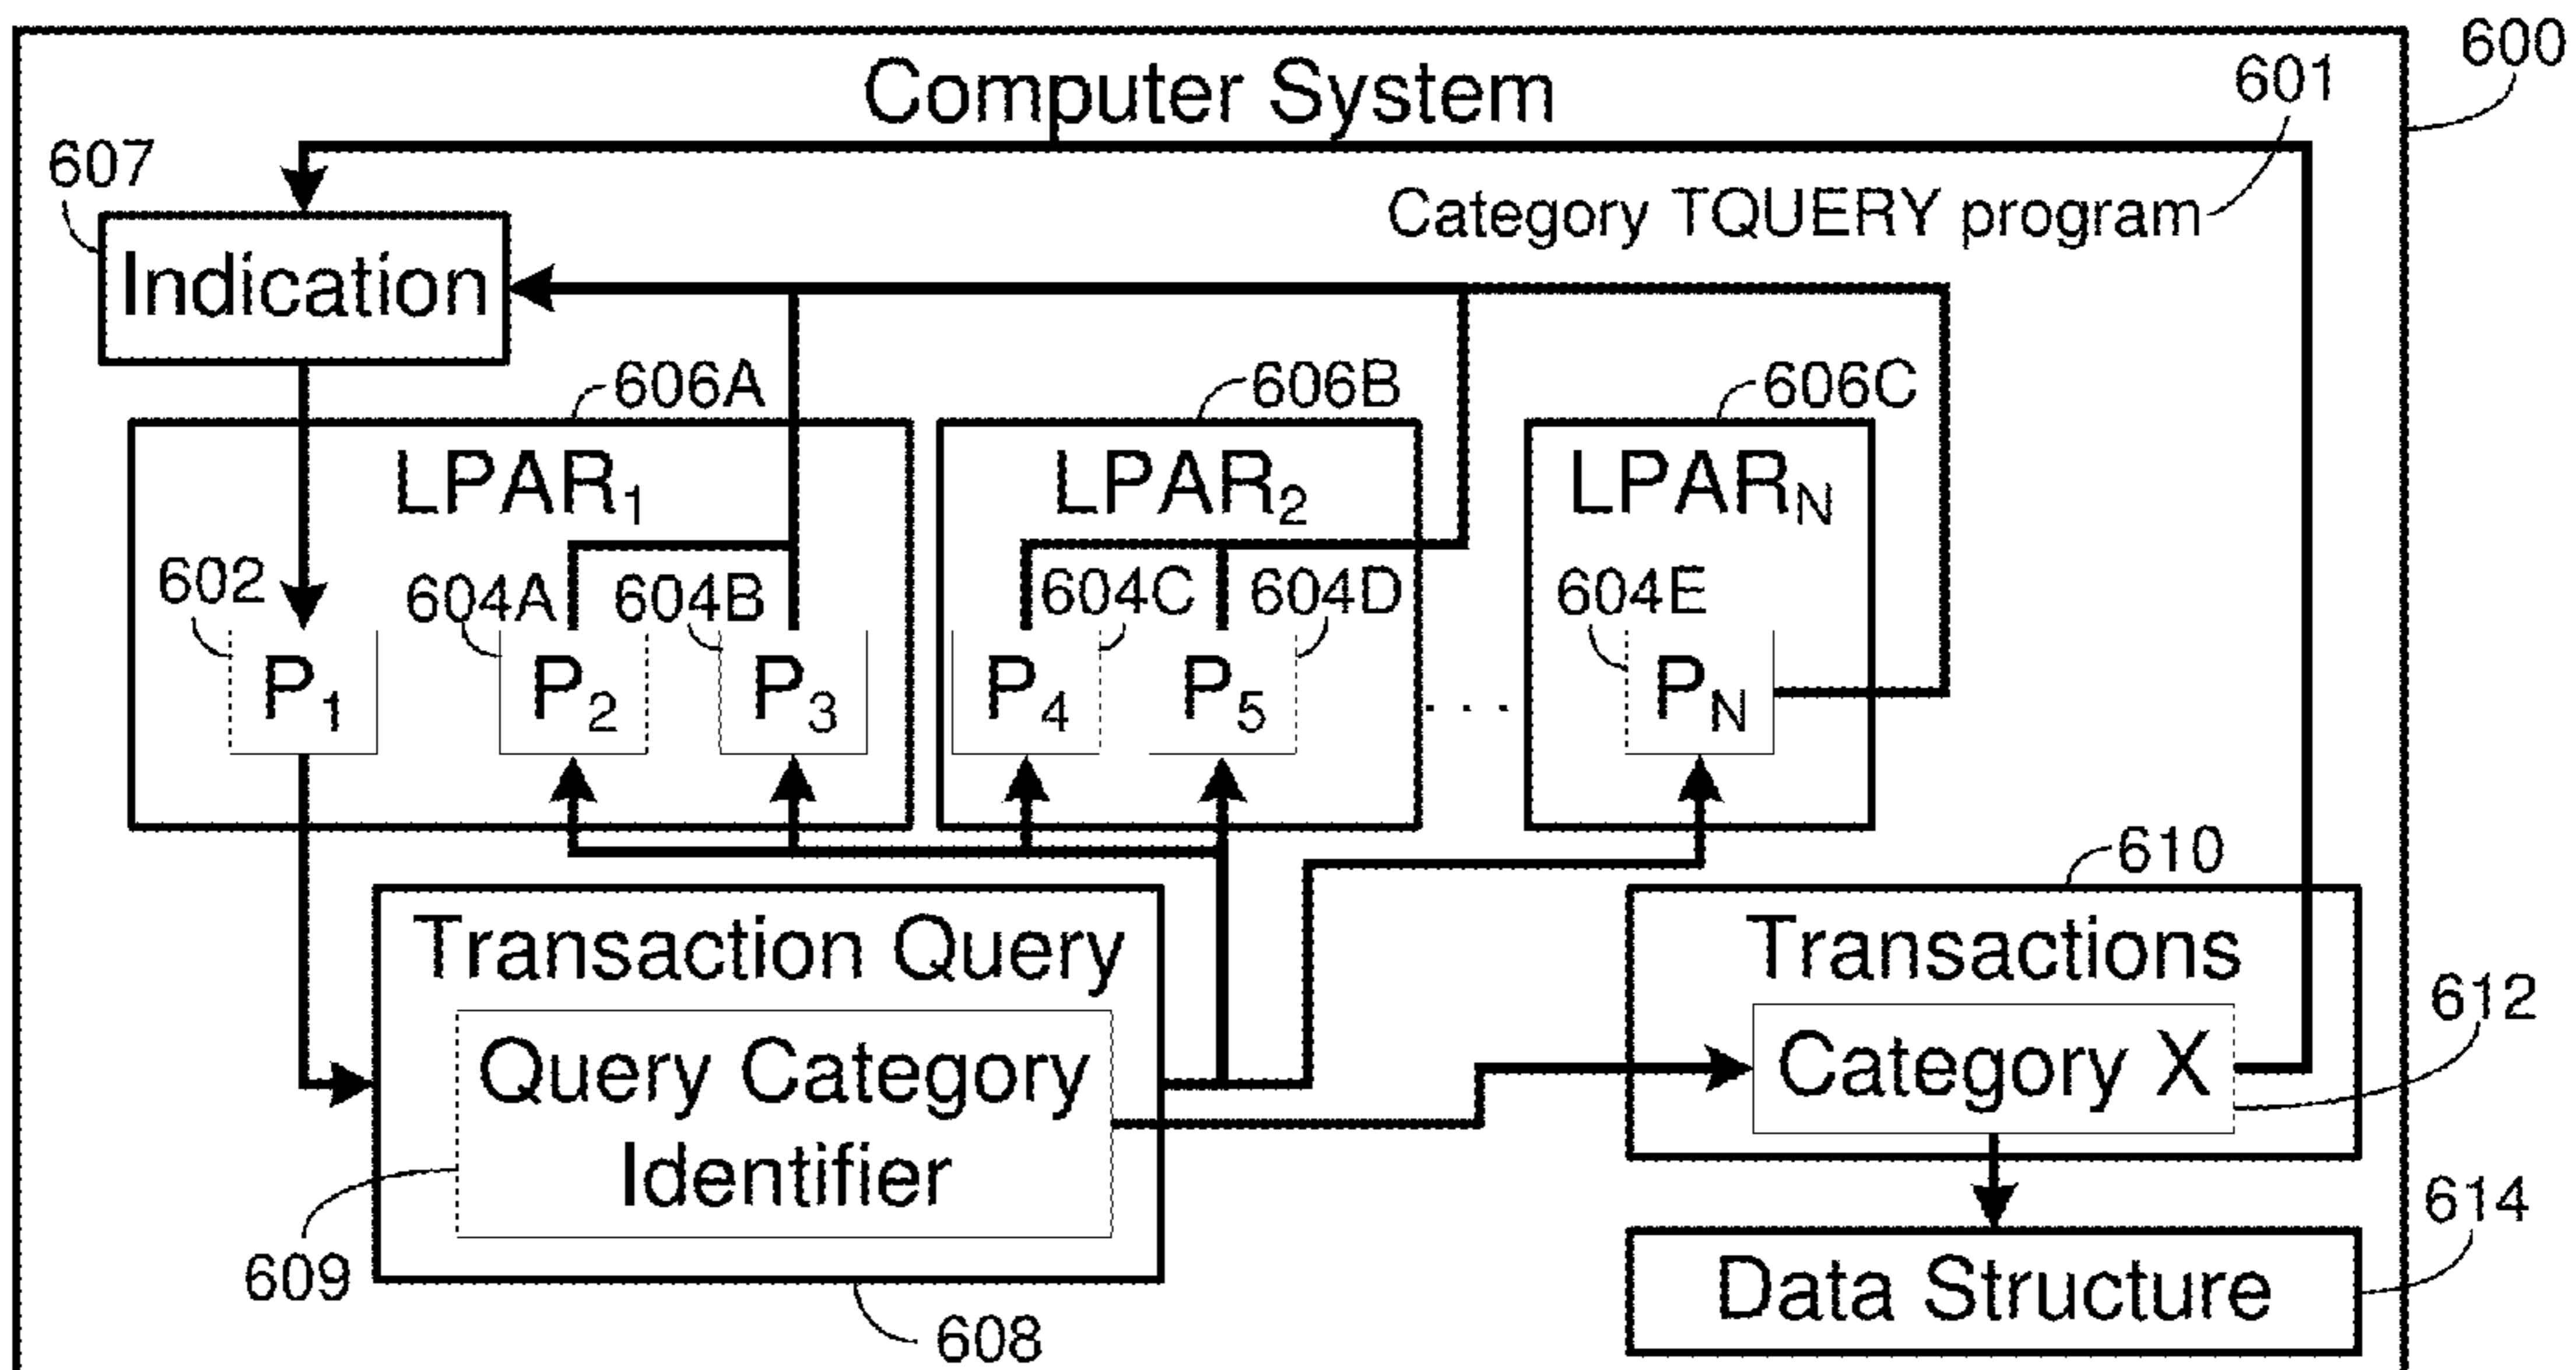 600
Computer System
601
607
Category TQUERY program
Indication
606A
606B
606C
LPAR1
LPAR2
LPARN
602
604A
604B
604C
604D
604E
P1
P2
P3
P4
P5
. . .
PN
610
Transaction Query
Transactions
612
Query Category
Identifier
Category X
614
609
Data Structure
608